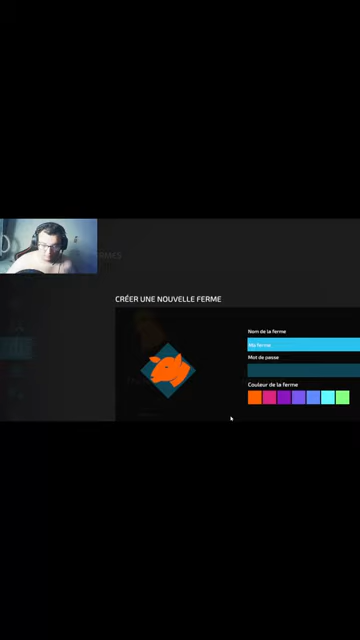 CRÉER UNE NOUVELLE FERME
Nom de la ferme
Ma ferme
Mot de passe
Couleur de la ferme